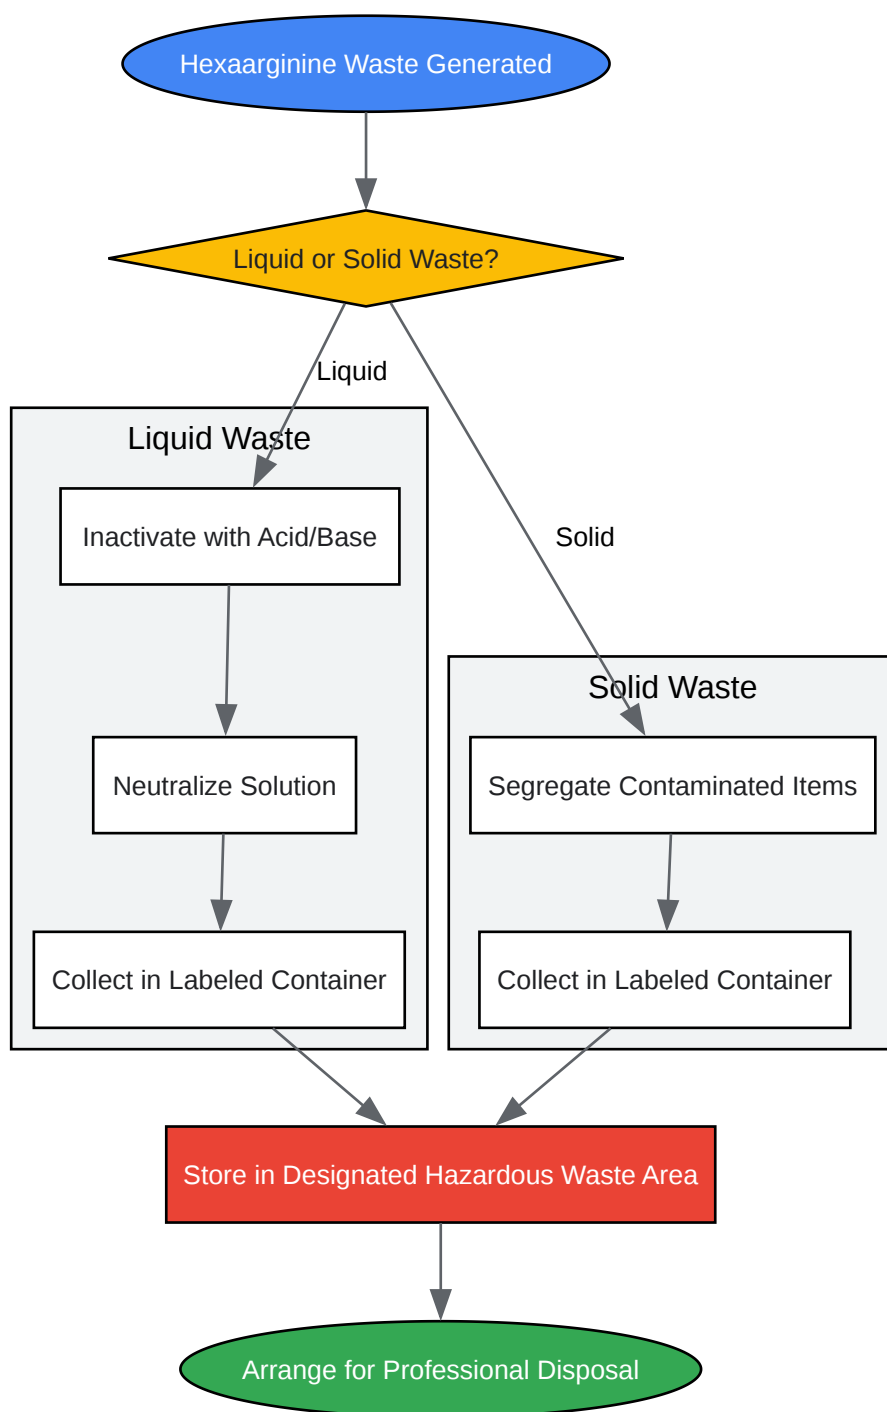 Hexaarginine Waste Generated
Liquid or Solid Waste?
Liquid
Liquid Waste
Inactivate with Acid/Base
Solid
Solid Waste
Neutralize Solution
Segregate Contaminated Items
Collect in Labeled Container
Collect in Labeled Container
Store in Designated Hazardous Waste Area
Arrange for Professional Disposal